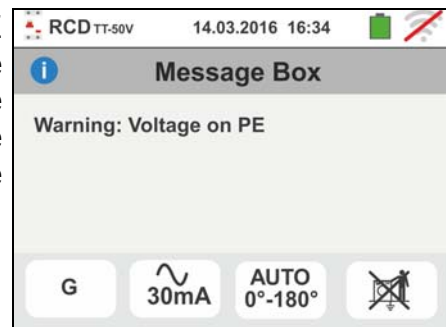 RCD TT-50V 14.03.2016 16:34
Message Box
Warning: Voltage on PE
G
30mA
AUTO
0°-180°